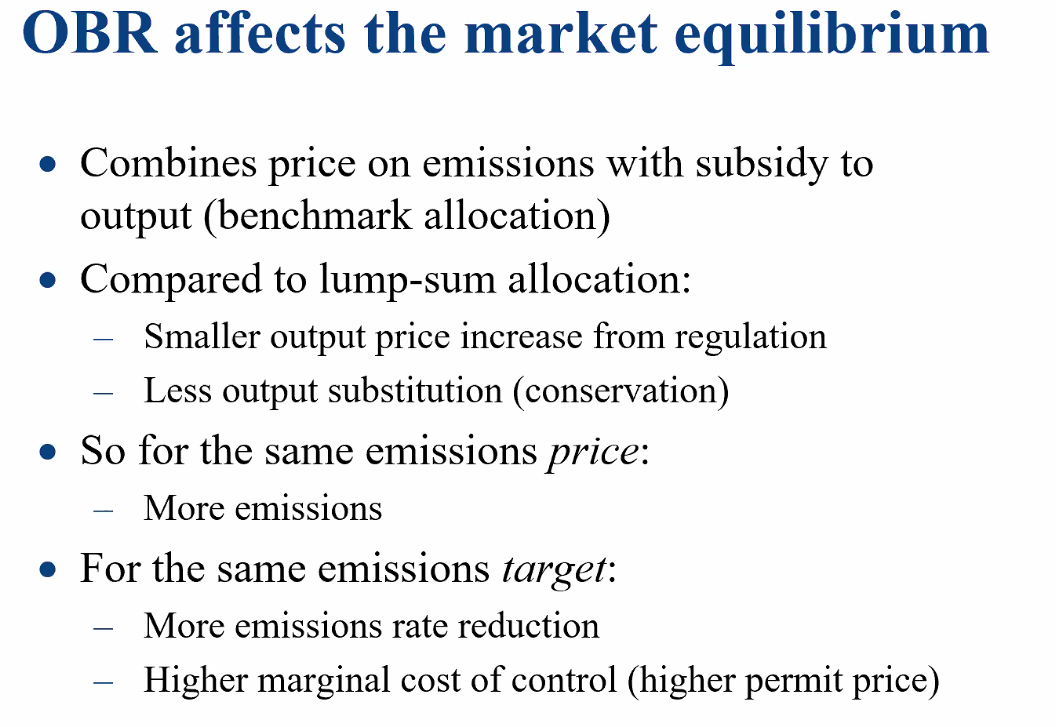 OBR affects the market equilibrium
• Combines price on emissions with subsidy to
output (benchmark allocation)
• Compared to lump-sum allocation:
– Smaller output price increase from regulation
– Less output substitution (conservation)
• So for the same emissions price:
– More emissions
• For the same emissions target:
– More emissions rate reduction
– Higher marginal cost of control (higher permit price)